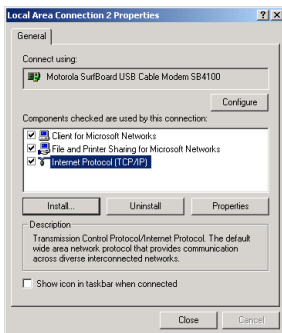 Local Area Connection 2 Properties
General
Connect using:
Motorola SurfBoard USB Cable Modem SB4100
Configure
Components checked are used by this connection:
Client for Microsoft Networks
File and Printer Sharing for Microsoft Networks
Internet Protocol (TCP/IP)
Install... Uninstall Properties
Description
Transmission Control Protocol/Internet Protocol. The default
wide area network protocol that provides communication
across diverse interconnected networks.
Show icon in taskbar when connected
Close Cancel